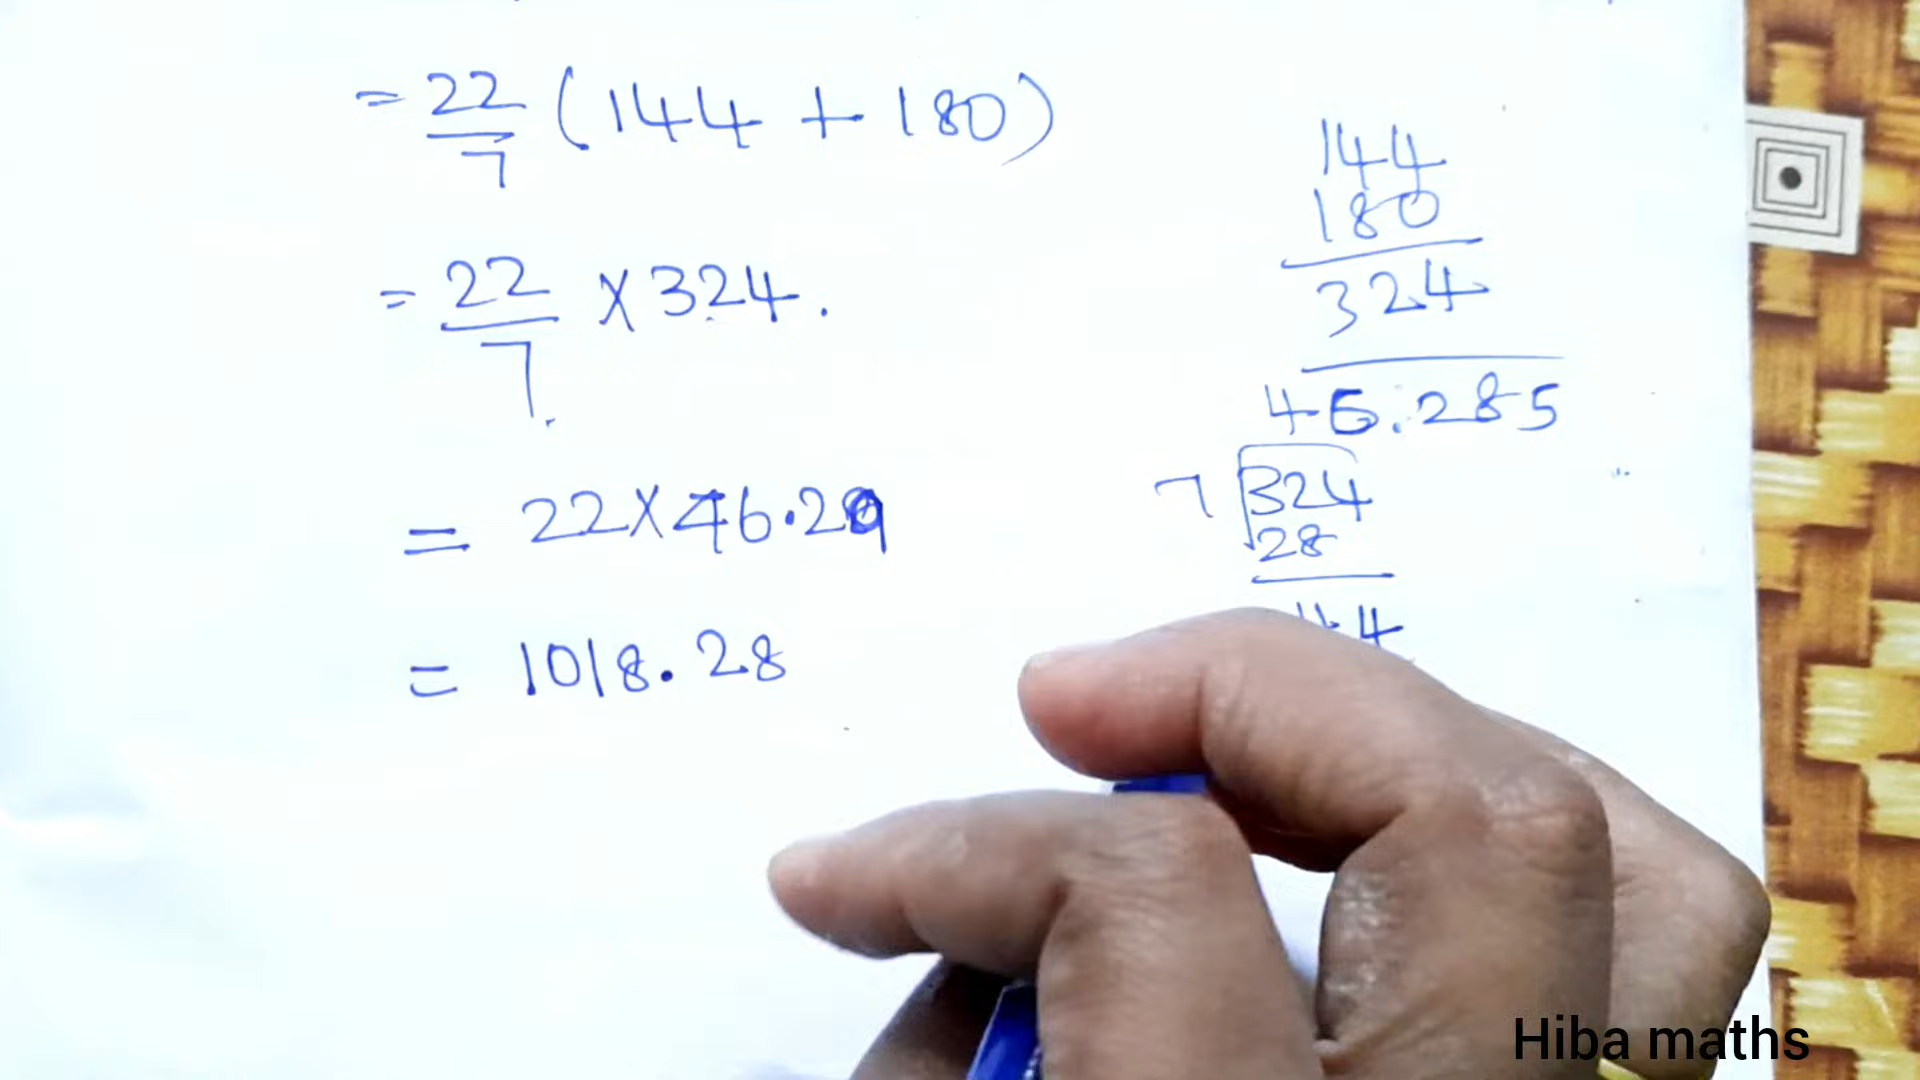 = 22/7 (144 + 180)
= 22/7 × 324.
= 22 × 46.29
= 1018.28
144
180
324
46.285
7 324
28
44
Hiba maths